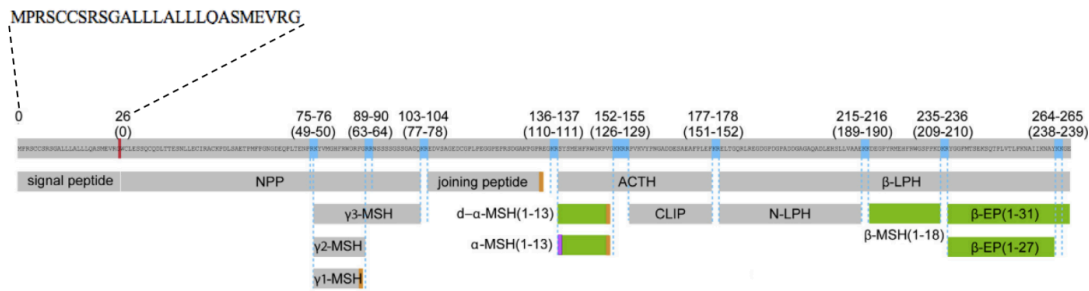 MPRSCCSRSGALLLALLLQASMEVRG
0 26 75-76 89-90 103-104 136-137 152-155 177-178 215-216 235-236 264-265
(0) (49-50) (63-64) (77-78) (110-111) (126-129) (151-152) (189-190) (209-210) (238-239)
signal peptide NPP joining peptide ACTH β-LPH
γ3-MSH d-α-MSH(1-13) CLIP N-LPH β-EP(1-31)
β-MSH(1-18)
γ2-MSH α-MSH(1-13) β-EP(1-27)
γ1-MSH